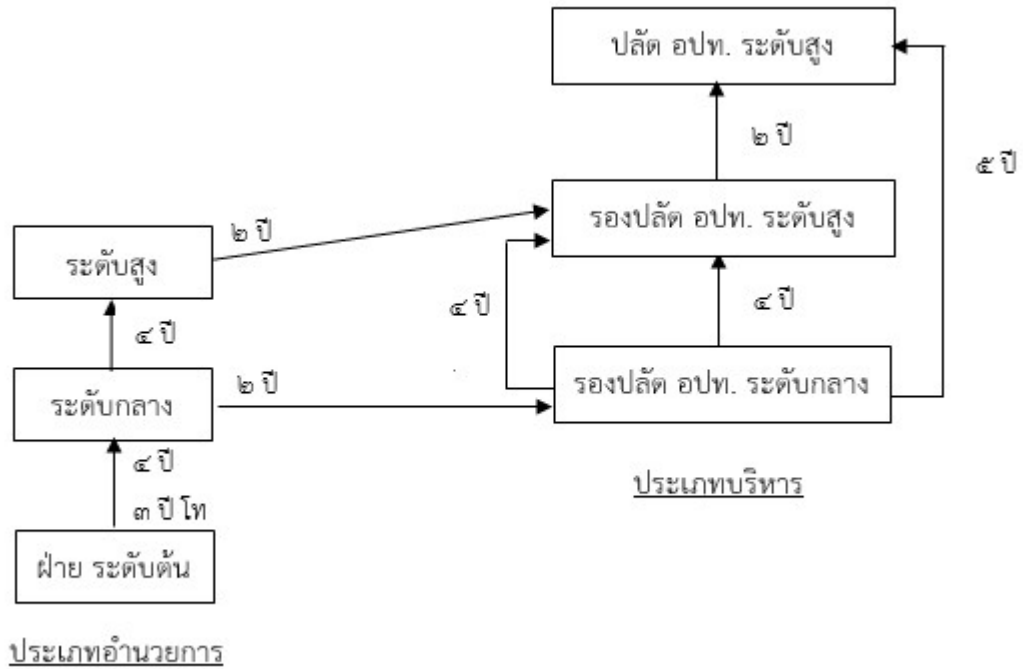 ปลัด อปท. ระดับสูง
๒ ปี
๕ ปี
รองปลัด อปท. ระดับสูง
๒ ปี
ระดับสูง
๔ ปี
๔ ปี
๔ ปี
รองปลัด อปท. ระดับกลาง
๒ ปี
ระดับกลาง
๔ ปี
ประเภทบริหาร
๓ ปี โท
ฝ่าย ระดับต้น
ประเภทอำนวยการ